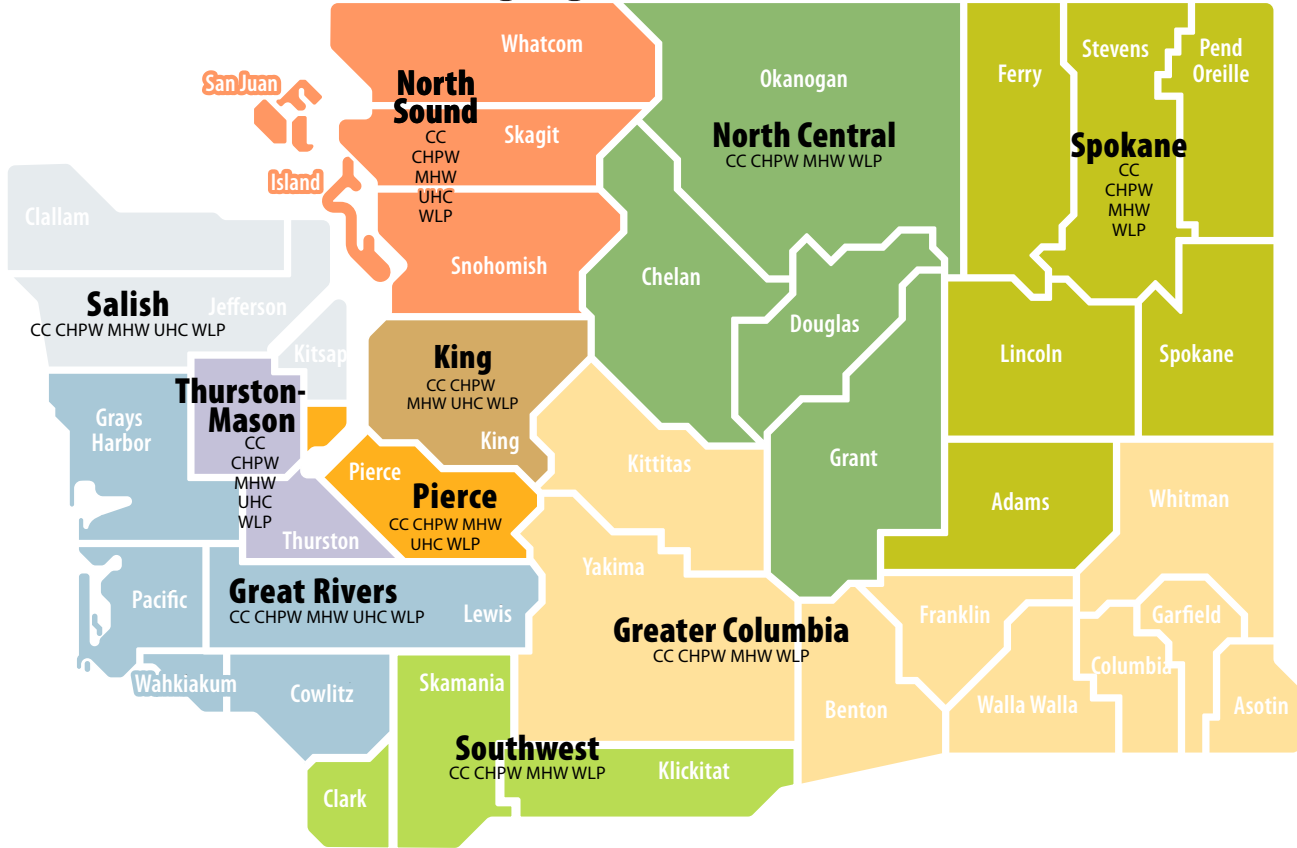 Whatcom
San Juan
North
Sound
CC
CHPW
MHW
UHC
WLP
Skagit
Island
Snohomish
Okanogan
North Central
CC CHPW MHW WLP
Chelan
Douglas
Grant
Ferry
Stevens
Pend
Oreille
Spokane
CC
CHPW
MHW
WLP
Lincoln
Spokane
Adams
Clallam
Salish
Jefferson
CC CHPW MHW UHC WLP
Kitsap
King
CC CHPW
MHW UHC WLP
King
Thurston-
Mason
CC
CHPW
MHW
UHC
WLP
Thurston
Grays
Harbor
Pierce
Pierce
CC CHPW MHW
UHC WLP
Kittitas
Yakima
Whitman
Pacific
Great Rivers
CC CHPW MHW UHC WLP
Lewis
Greater Columbia
CC CHPW MHW WLP
Franklin
Garfield
Columbia
Walla Walla
Asotin
Benton
Wahkiakum
Cowlitz
Skamania
Southwest
CC CHPW MHW WLP
Klickitat
Clark